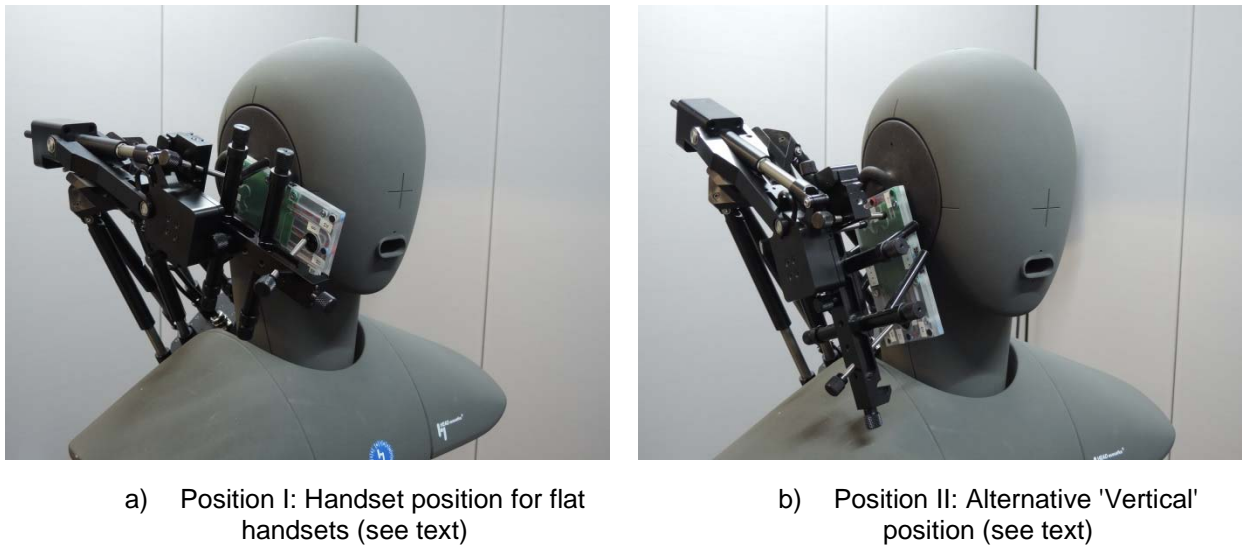 a) Position I: Handset position for flat
handsets (see text)
b) Position II: Alternative 'Vertical'
position (see text)